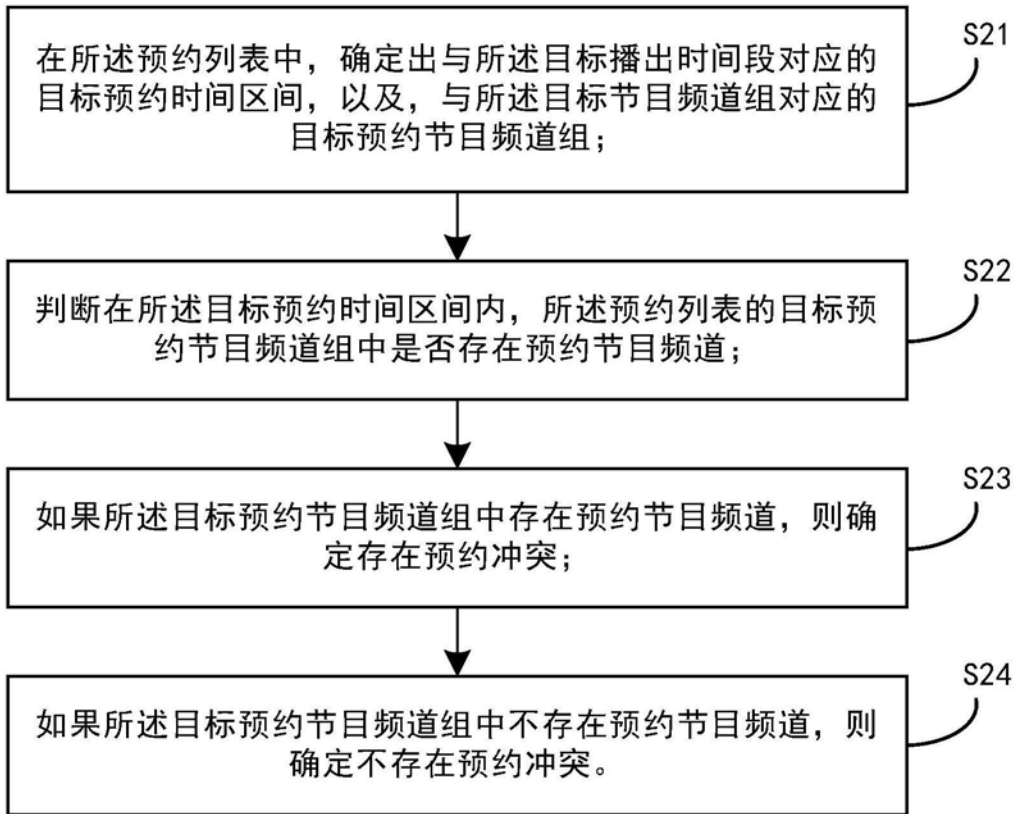 在所述预约列表中，确定出与所述目标播出时间段对应的
目标预约时间区间，以及，与所述目标节目频道组对应的
目标预约节目频道组；
S21
判断在所述目标预约时间区间内，所述预约列表的目标预
约节目频道组中是否存在预约节目频道；
S22
如果所述目标预约节目频道组中存在预约节目频道，则确
定存在预约冲突；
S23
如果所述目标预约节目频道组中不存在预约节目频道，则
确定不存在预约冲突。
S24